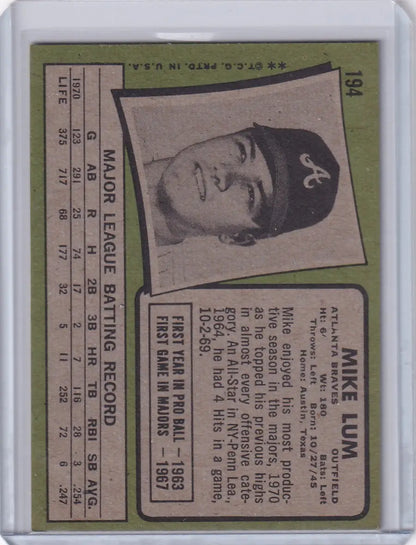 194
MIKE LUM
ATLANTA BRAVES OUTFIELD
Ht: 6' Wt: 180 Bats: Left
Throws: Left Born: 10/27/45
Home: Austin, Texas
Mike enjoyed his most produc-
tive season in the majors, 1970
as he topped his previous highs
in almost every offensive cate-
gory. An All-Star in NY-Penn Lea.,
1964, he had 4 Hits in a game,
10-2-69.
FIRST YEAR IN PRO BALL — 1963
FIRST GAME IN MAJORS — 1967
A
MAJOR LEAGUE BATTING RECORD
G AB R H 2B 3B HR TB RBI SB AVG.
1970 123 291 25 74 17 2 7 116 28 3 .254
LIFE 375 717 68 177 32 5 11 252 72 6 .247
**©T.C.G. PRTD. IN U.S.A.